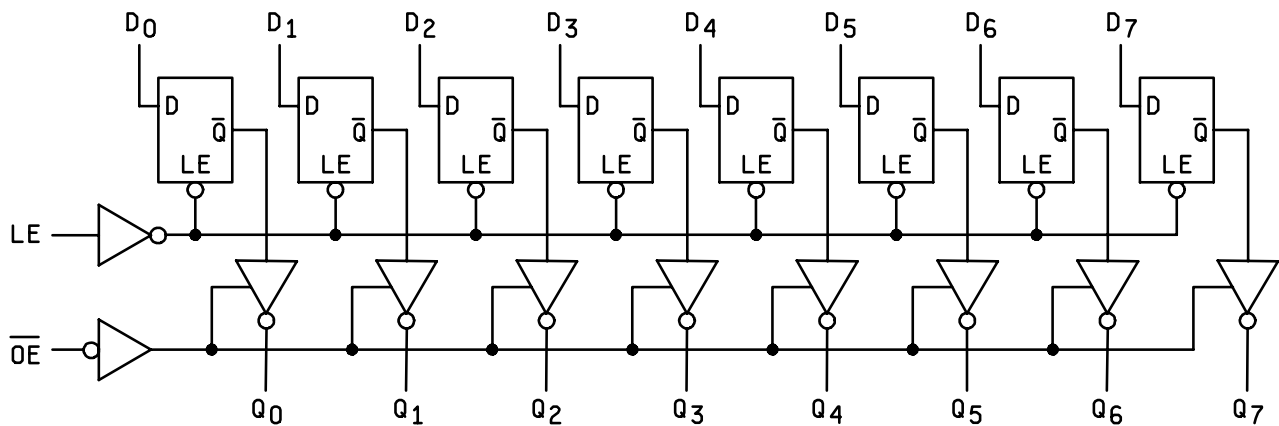 D0 D1 D2 D3 D4 D5 D6 D7
D D D D D D D D
Q̅ Q̅ Q̅ Q̅ Q̅ Q̅ Q̅ Q̅
LE LE LE LE LE LE LE LE
LE
O̅E̅
Q0 Q1 Q2 Q3 Q4 Q5 Q6 Q7